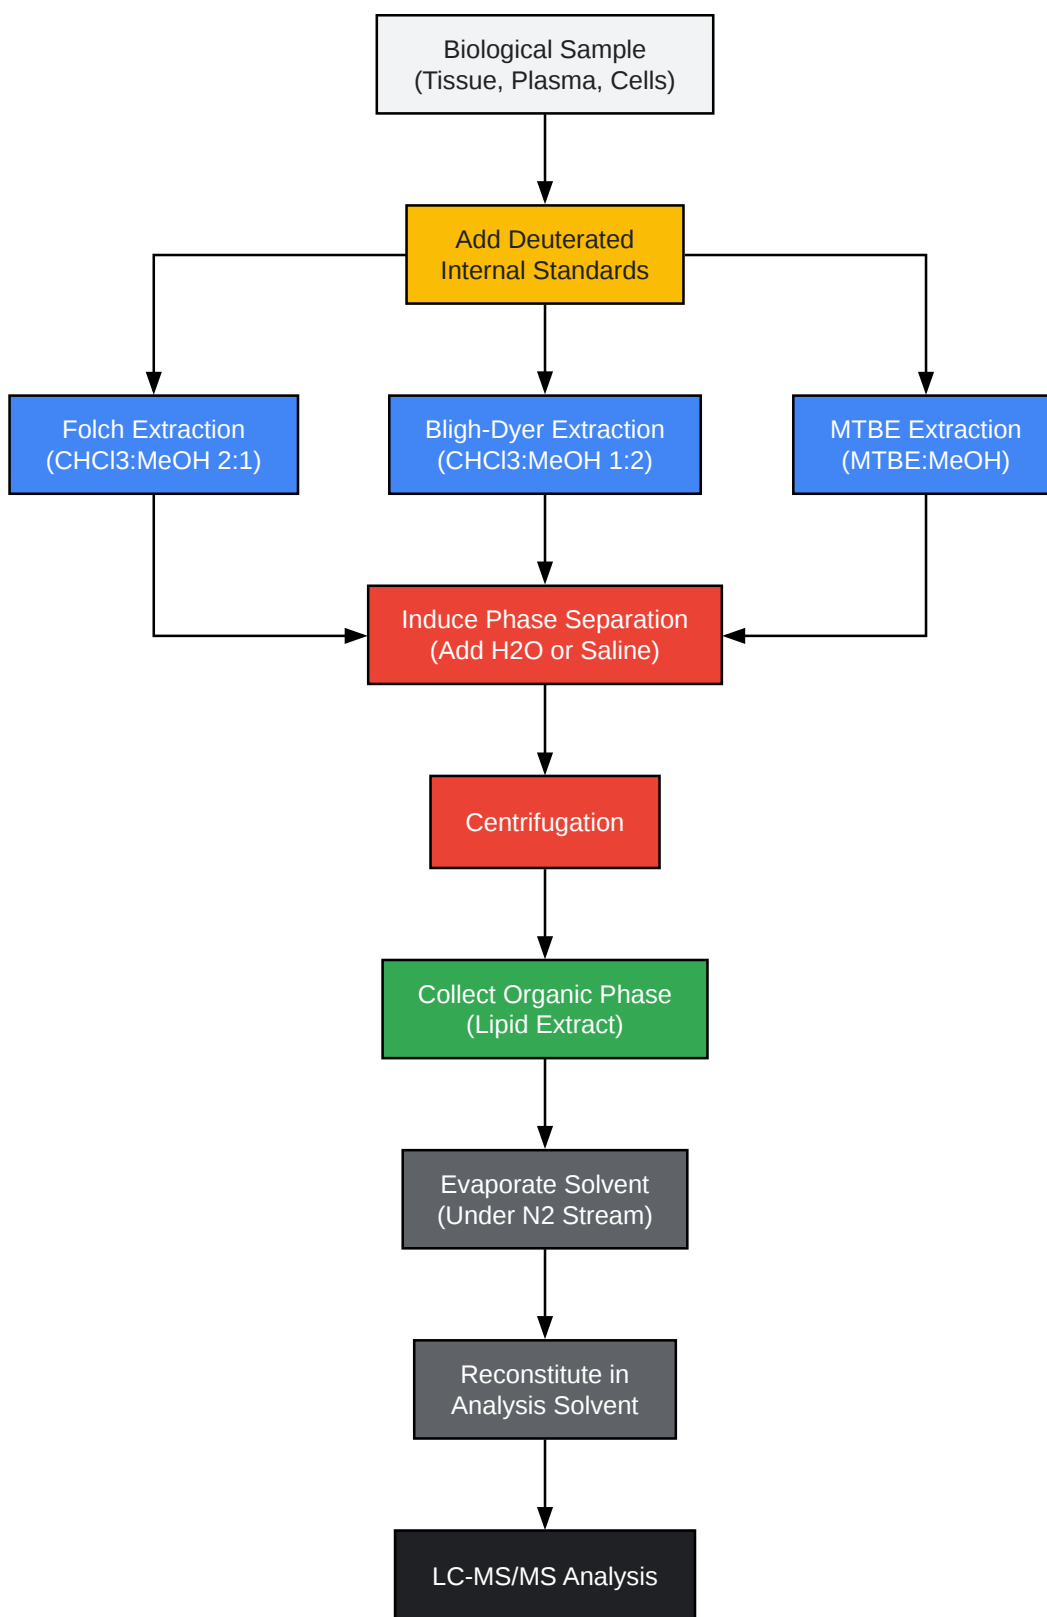 Biological Sample
(Tissue, Plasma, Cells)
Add Deuterated
Internal Standards
Folch Extraction
(CHCl3:MeOH 2:1)
Bligh-Dyer Extraction
(CHCl3:MeOH 1:2)
MTBE Extraction
(MTBE:MeOH)
Induce Phase Separation
(Add H2O or Saline)
Centrifugation
Collect Organic Phase
(Lipid Extract)
Evaporate Solvent
(Under N2 Stream)
Reconstitute in
Analysis Solvent
LC-MS/MS Analysis